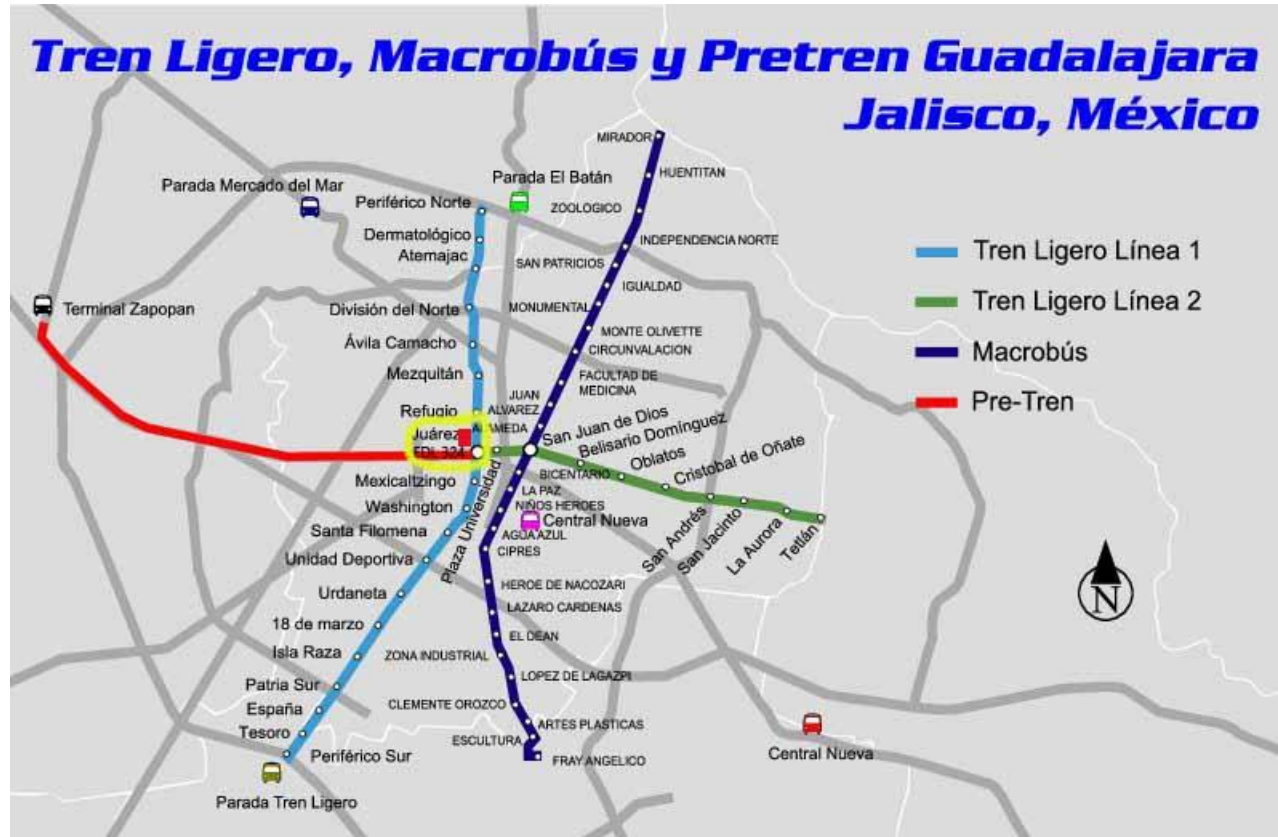 Tren Ligero, Macrobús y Pretren Guadalajara
Jalisco, México
MIRADOR
HUENTITAN
Parada Mercado del Mar
Parada El Batán
Periférico Norte
ZOOLOGICO
Dermatológico
INDEPENDENCIA NORTE
Atemajac
SAN PATRICIOS
IGUALDAD
Terminal Zapopan
División del Norte
MONUMENTAL
MONTE OLIVETTE
Ávila Camacho
CIRCUNVALACION
Mezquitán
FACULTAD DE
MEDICINA
JUAN
ALVAREZ
Refugio
ALAMEDA
Juárez
EDL 324
San Juan de Dios
Belisario Domínguez
Oblatos
Cristobal de Oñate
San Andrés
San Jacinto
La Aurora
Tetlán
Plaza Universidad
BICENTARIO
Mexicaltzingo
LA PAZ
Washington
NIÑOS HEROES
Central Nueva
Santa Filomena
AGUA AZUL
CIPRES
Unidad Deportiva
HEROE DE NACOZARI
Urdaneta
LAZARO CARDENAS
18 de marzo
EL DEAN
Isla Raza
ZONA INDUSTRIAL
LOPEZ DE LAGAZPI
Patria Sur
CLEMENTE OROZCO
España
ARTES PLASTICAS
Tesoro
ESCULTURA
Periférico Sur
FRAY ANGELICO
Parada Tren Ligero
Central Nueva
Tren Ligero Línea 1
Tren Ligero Línea 2
Macrobús
Pre-Tren
N